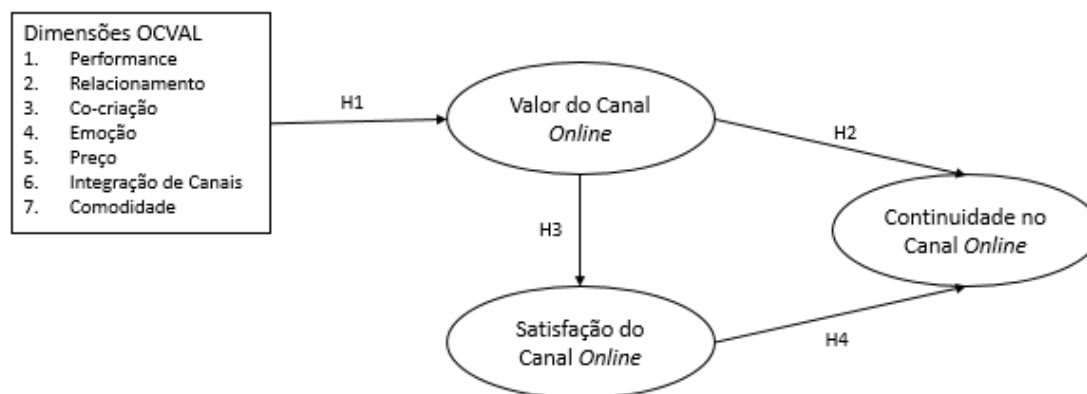 Dimensões OCVAL
1. Performance
2. Relacionamento
3. Co-criação
4. Emoção
5. Preço
6. Integração de Canais
7. Comodidade
H1
Valor do Canal
Online
H2
H3
Continuidade no
Canal Online
Satisfação do
Canal Online
H4